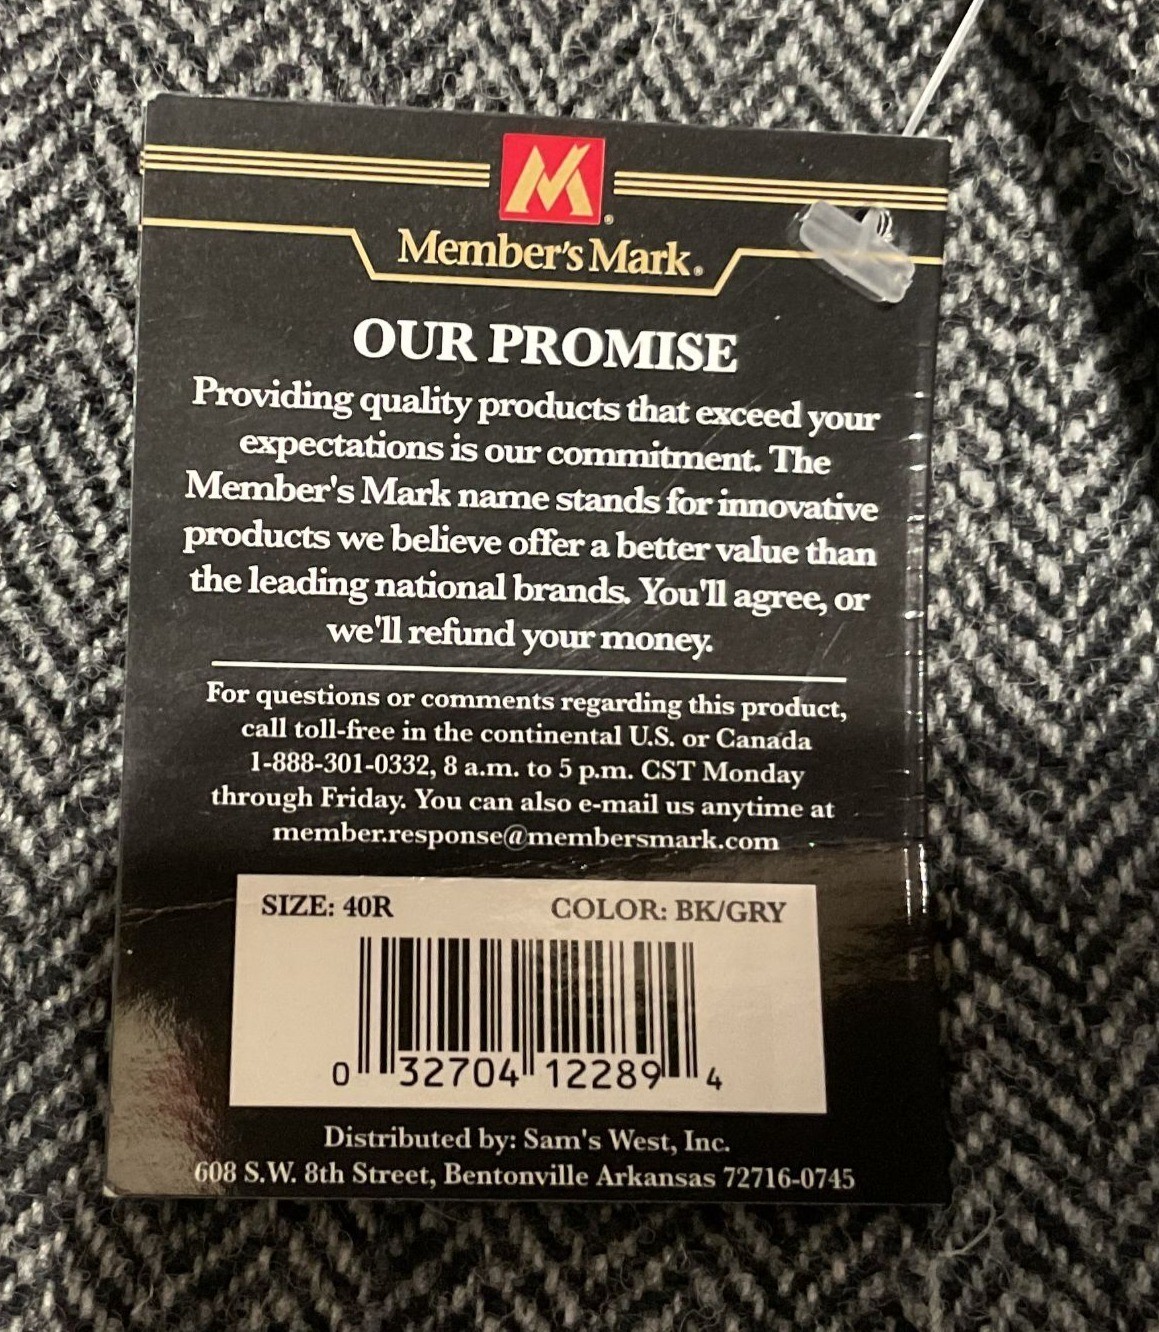 Member's Mark®
OUR PROMISE
Providing quality products that exceed your
expectations is our commitment. The
Member's Mark name stands for innovative
products we believe offer a better value than
the leading national brands. You'll agree, or
we'll refund your money.
For questions or comments regarding this product,
call toll-free in the continental U.S. or Canada
1-888-301-0332, 8 a.m. to 5 p.m. CST Monday
through Friday. You can also e-mail us anytime at
member.response@membersmark.com
SIZE: 40R COLOR: BK/GRY
0 32704 12289 4
Distributed by: Sam's West, Inc.
608 S.W. 8th Street, Bentonville Arkansas 72716-0745